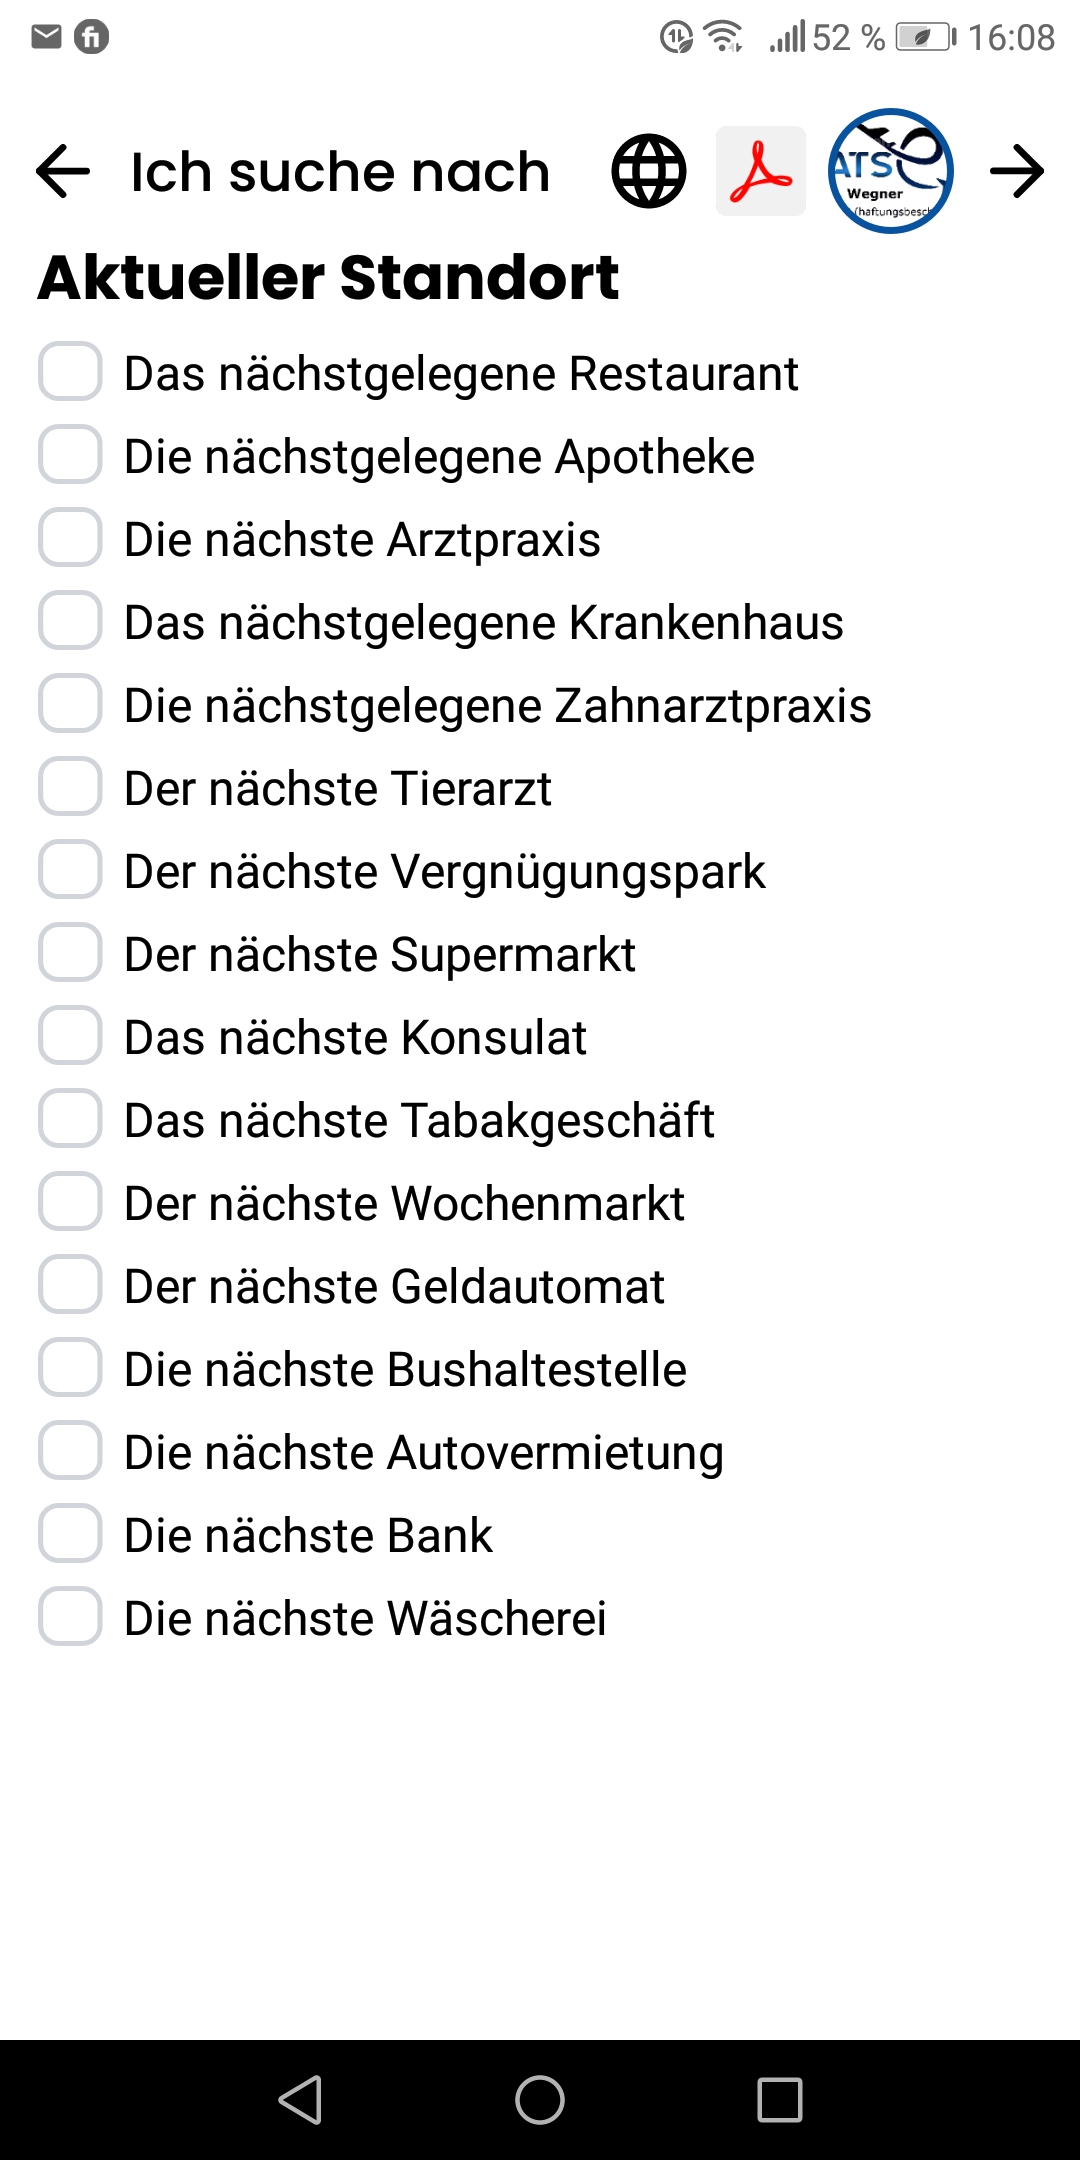 52 % 16:08
Ich suche nach
ATS
Wegner
(haftungsbesch
Aktueller Standort
Das nächstgelegene Restaurant
Die nächstgelegene Apotheke
Die nächste Arztpraxis
Das nächstgelegene Krankenhaus
Die nächstgelegene Zahnarztpraxis
Der nächste Tierarzt
Der nächste Vergnügungspark
Der nächste Supermarkt
Das nächste Konsulat
Das nächste Tabakgeschäft
Der nächste Wochenmarkt
Der nächste Geldautomat
Die nächste Bushaltestelle
Die nächste Autovermietung
Die nächste Bank
Die nächste Wäscherei